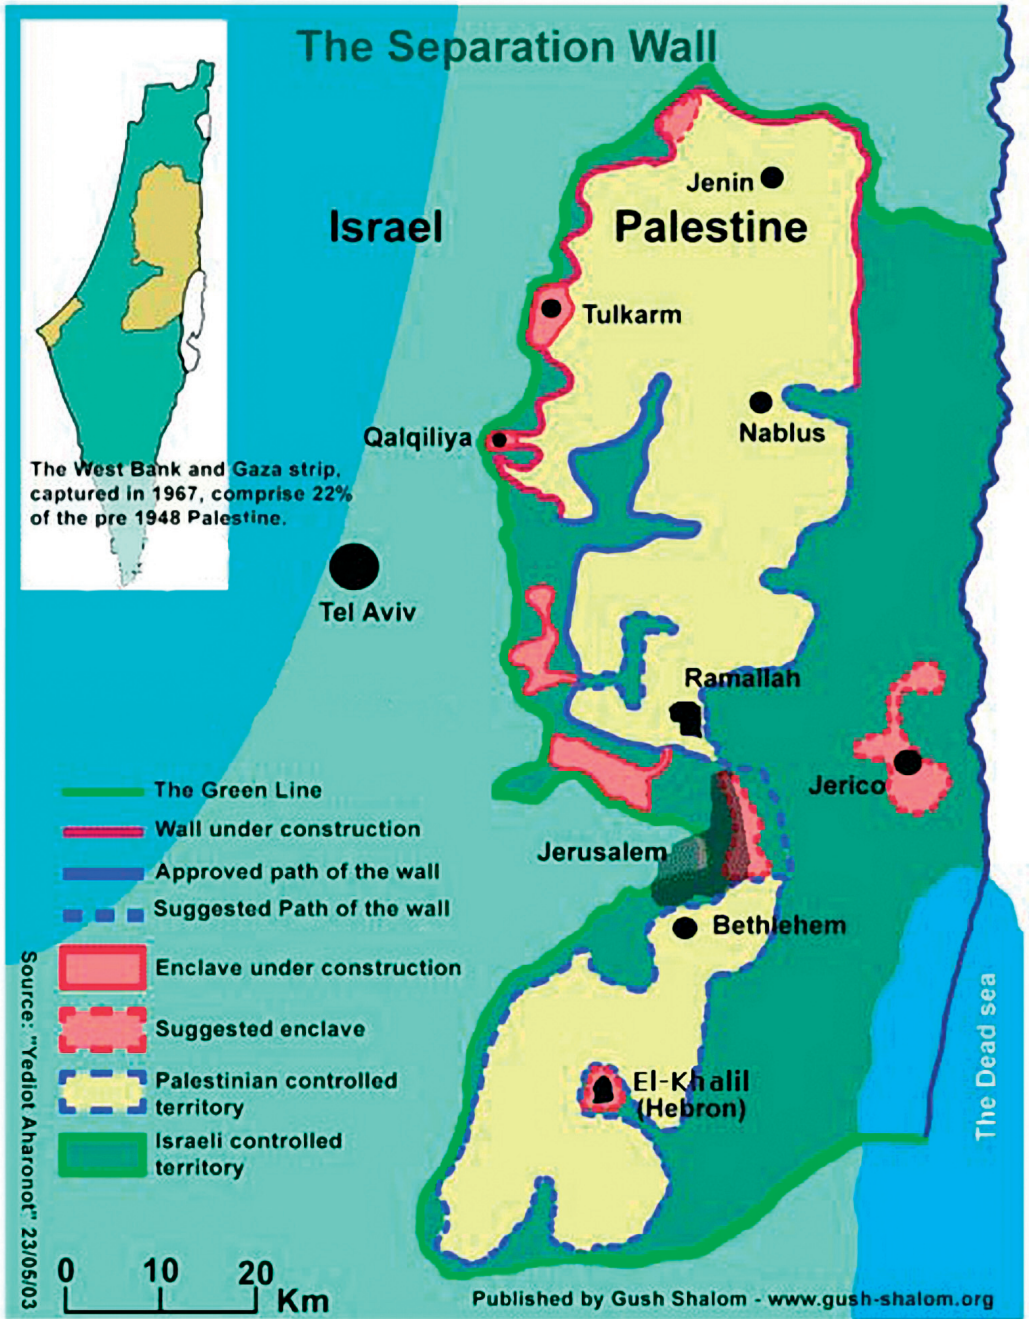 The Separation Wall
Jenin
Israel
Palestine
Tulkarm
Qalqiliya
Nablus
The West Bank and Gaza strip,
captured in 1967, comprise 22%
of the pre 1948 Palestine.
Tel Aviv
Ramallah
Jerico
Jerusalem
Bethlehem
El-Khalil
(Hebron)
The Dead sea
The Green Line
Wall under construction
Approved path of the wall
Suggested Path of the wall
Enclave under construction
Suggested enclave
Palestinian controlled
territory
Israeli controlled
territory
Source: "Yediot Aharonot" 23/05/03
0 10 20
Km
Published by Gush Shalom - www.gush-shalom.org